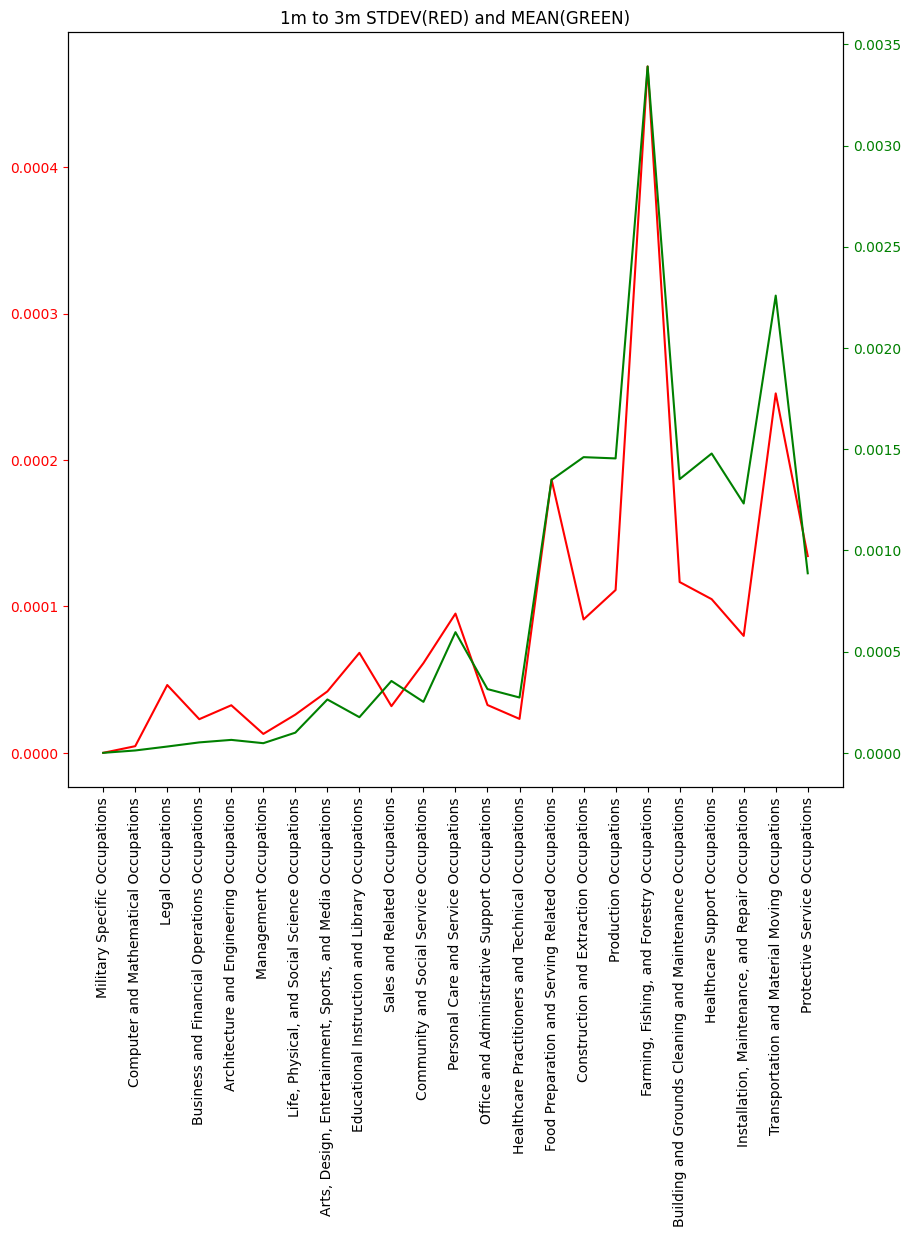 1m to 3m STDEV(RED) and MEAN(GREEN)
0.0004
0.0003
0.0002
0.0001
0.0000
0.0035
0.0030
0.0025
0.0020
0.0015
0.0010
0.0005
0.0000
Military Specific Occupations
Computer and Mathematical Occupations
Legal Occupations
Business and Financial Operations Occupations
Architecture and Engineering Occupations
Management Occupations
Life, Physical, and Social Science Occupations
Arts, Design, Entertainment, Sports, and Media Occupations
Educational Instruction and Library Occupations
Sales and Related Occupations
Community and Social Service Occupations
Personal Care and Service Occupations
Office and Administrative Support Occupations
Healthcare Practitioners and Technical Occupations
Food Preparation and Serving Related Occupations
Construction and Extraction Occupations
Production Occupations
Farming, Fishing, and Forestry Occupations
Building and Grounds Cleaning and Maintenance Occupations
Healthcare Support Occupations
Installation, Maintenance, and Repair Occupations
Transportation and Material Moving Occupations
Protective Service Occupations